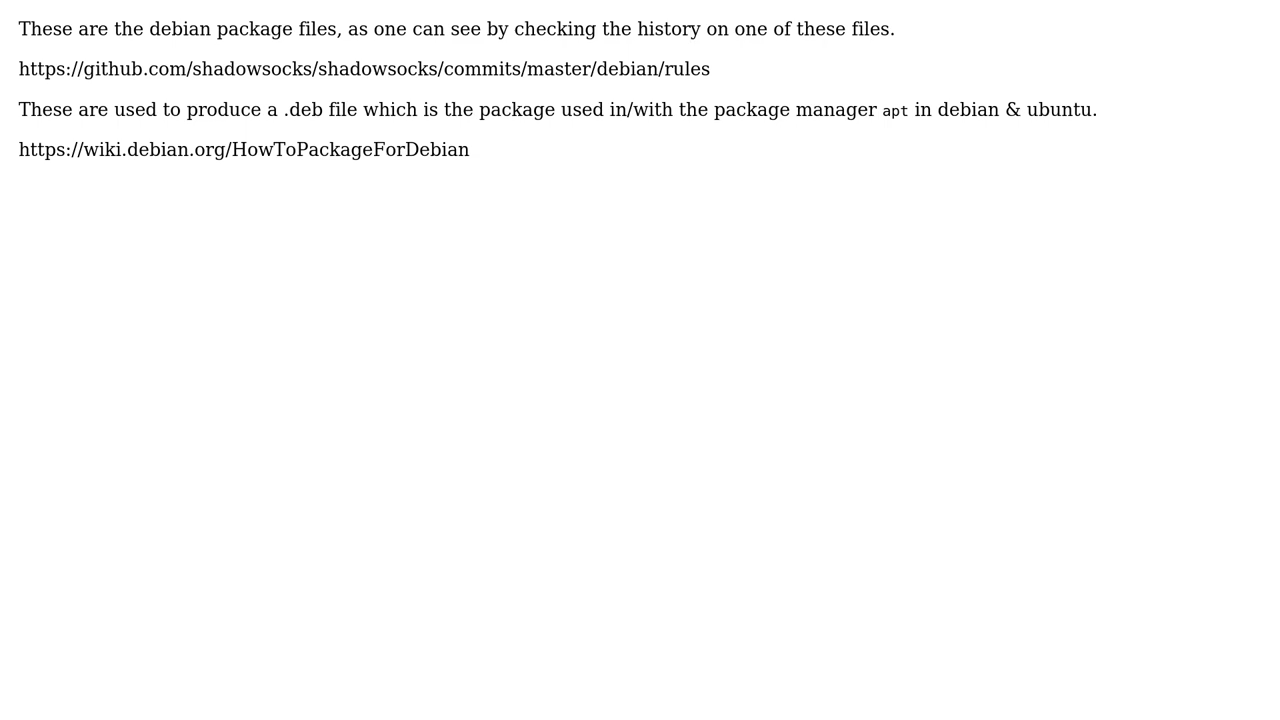 These are the debian package files, as one can see by checking the history on one of these files.
https://github.com/shadowsocks/shadowsocks/commits/master/debian/rules
These are used to produce a .deb file which is the package used in/with the package manager apt in debian & ubuntu.
https://wiki.debian.org/HowToPackageForDebian